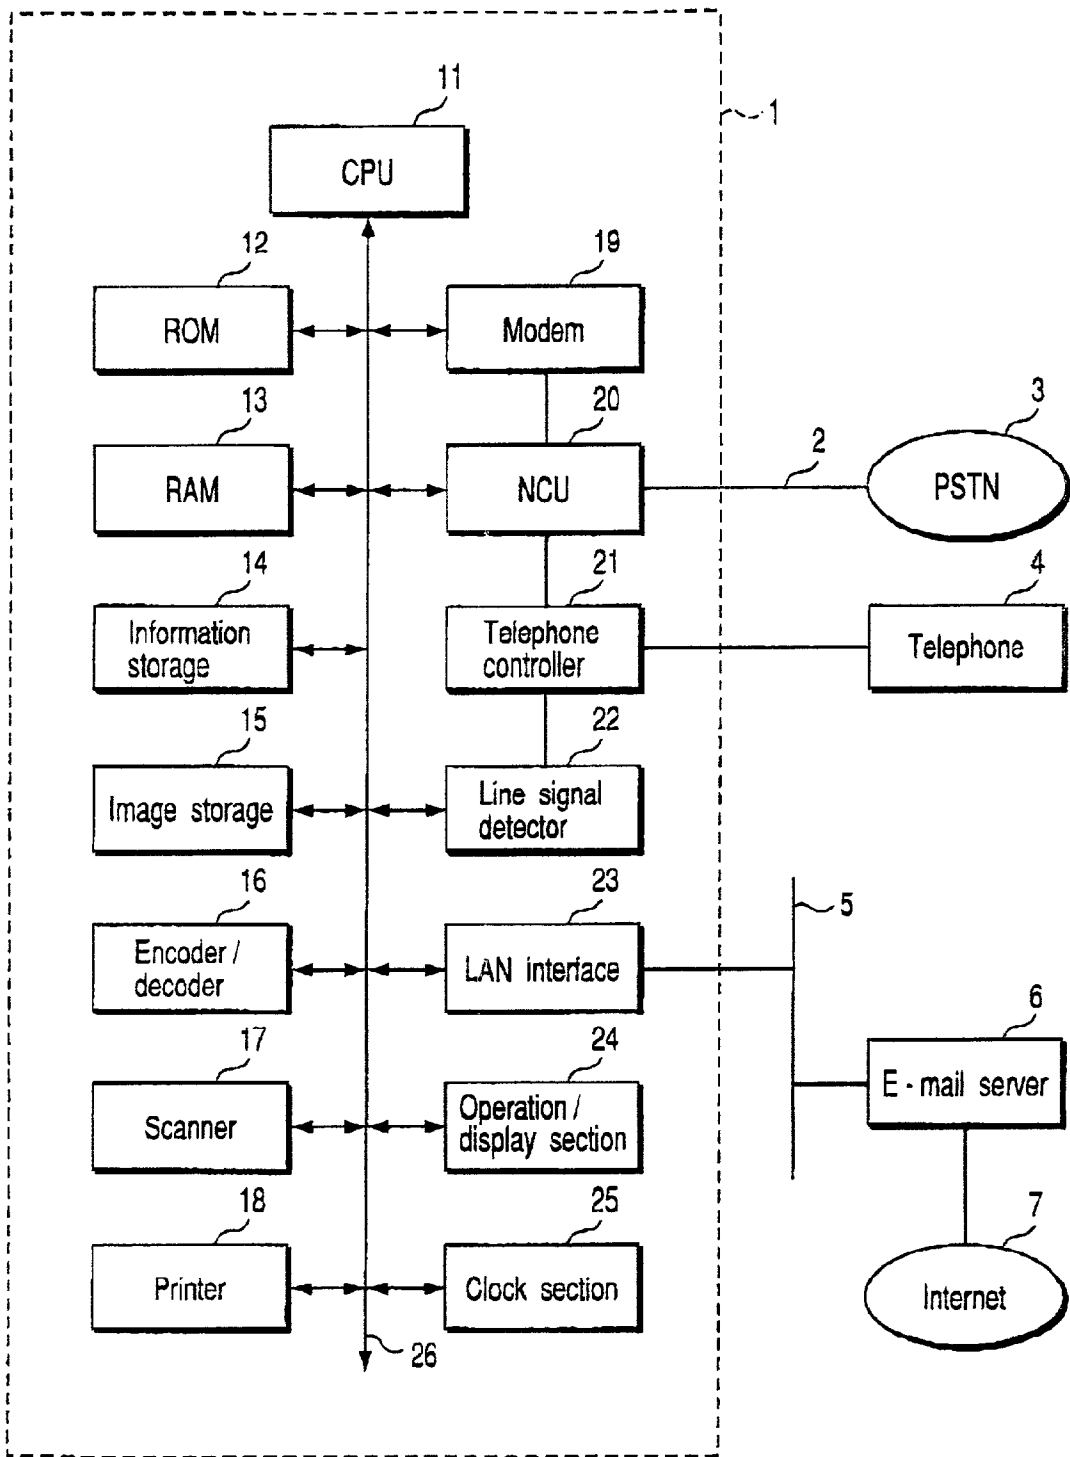 11
CPU
1
12
ROM
19
Modem
13
RAM
20
NCU
2
3
PSTN
14
Information
storage
21
Telephone
controller
4
Telephone
15
Image storage
22
Line signal
detector
16
Encoder /
decoder
23
LAN interface
5
17
Scanner
24
Operation /
display section
6
E - mail server
18
Printer
25
Clock section
7
Internet
26